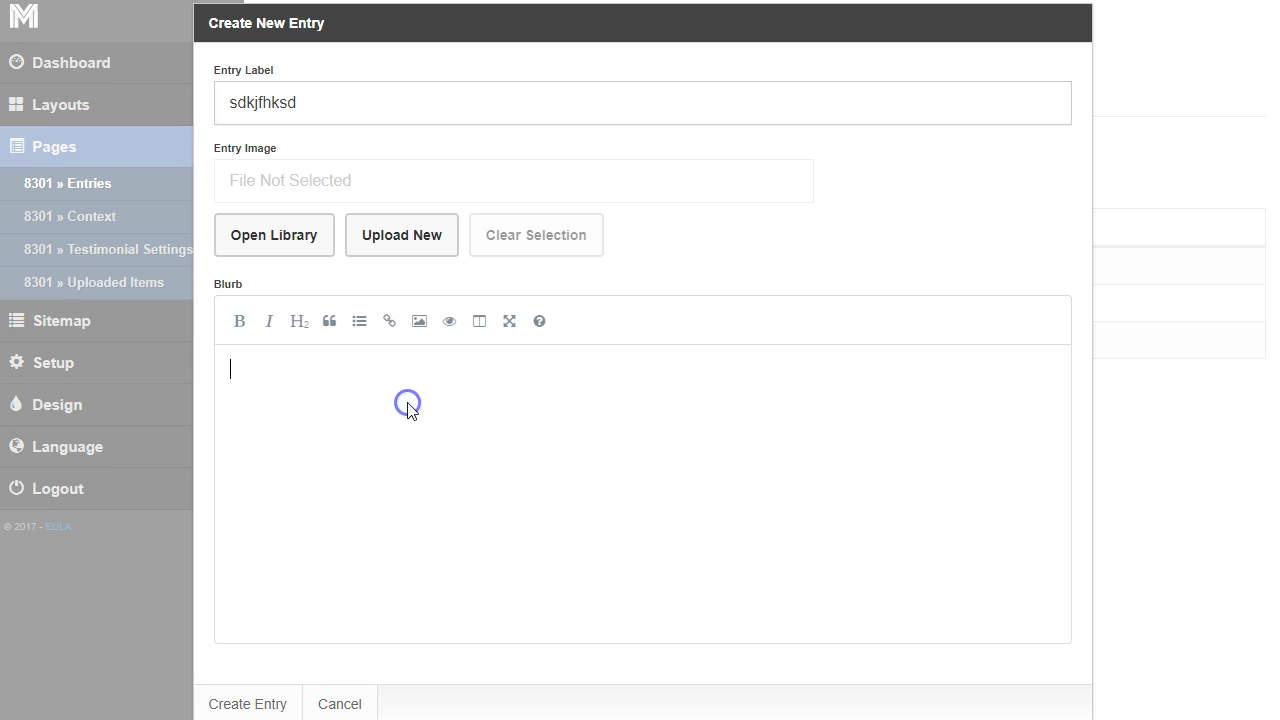 Create New Entry
Dashboard
Layouts
Pages
8301 » Entries
8301 » Context
8301 » Testimonial Settings
8301 » Uploaded Items
Sitemap
Setup
Design
Language
Logout
© 2017 - EULA
Entry Label
sdkjfhksd
Entry Image
File Not Selected
Open Library
Upload New
Clear Selection
Blurb
B I H2
Create Entry
Cancel